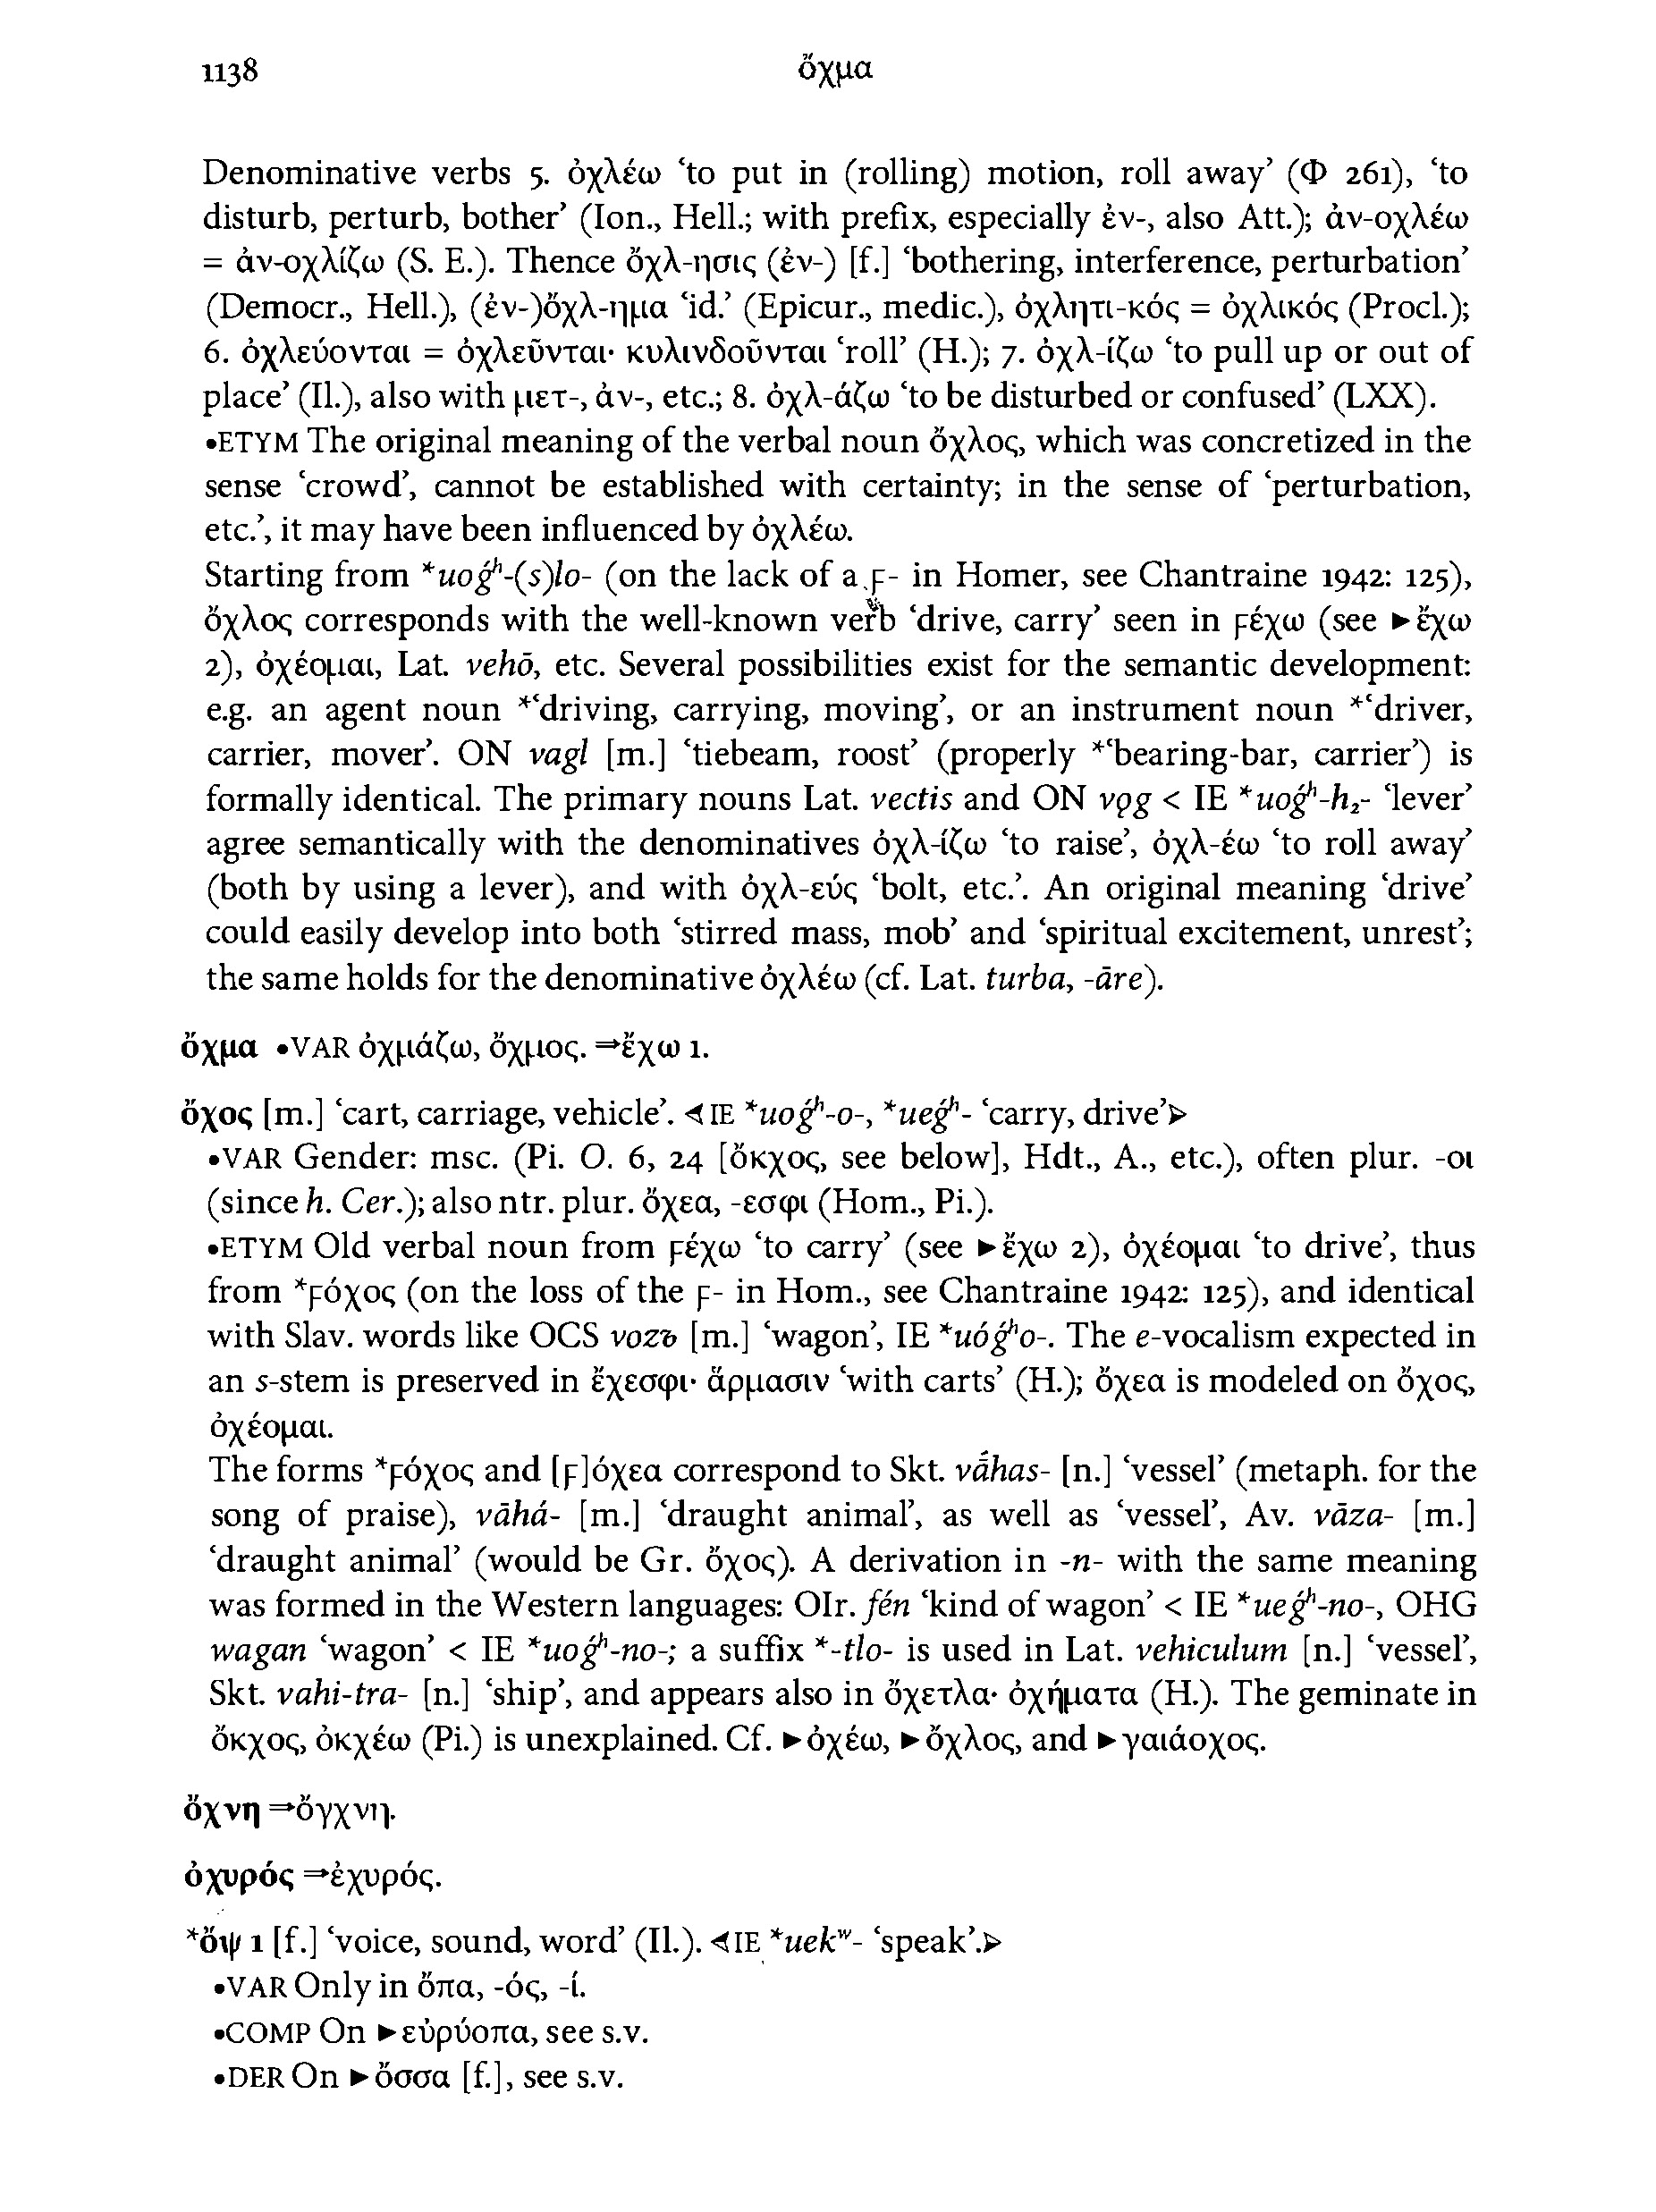 1138 ὄχμα
Denominative verbs 5. ὀχλέω ‘to put in (rolling) motion, roll away’ (Φ 261), ‘to
disturb, perturb, bother’ (Ion., Hell.; with prefix, especially ἐν-, also Att.); ἀν-οχλέω
= ἀν-οχλίζω (S. E.). Thence ὄχλ-ησις (ἐν-) [f.] ‘bothering, interference, perturbation’
(Democr., Hell.), (ἐν-)ὄχλ-ημα ‘id.’ (Epicur., medic.), ὀχλητι-κός = ὀχλικός (Procl.);
6. ὀχλεύονται = ὀχλεῦνται· κυλινδοῦνται ‘roll’ (H.); 7. ὀχλ-ίζω ‘to pull up or out of
place’ (Il.), also with μετ-, ἀν-, etc.; 8. ὀχλ-άζω ‘to be disturbed or confused’ (LXX).
•ETYM The original meaning of the verbal noun ὄχλος, which was concretized in the
sense ‘crowd’, cannot be established with certainty; in the sense of ‘perturbation,
etc.’, it may have been influenced by ὀχλέω.
Starting from *uoǵʰ-(s)lo- (on the lack of a ϝ- in Homer, see Chantraine 1942: 125),
ὄχλος corresponds with the well-known verb ‘drive, carry’ seen in ϝέχω (see ►ἔχω
2), ὀχέομαι, Lat. vehō, etc. Several possibilities exist for the semantic development:
e.g. an agent noun *‘driving, carrying, moving’, or an instrument noun *‘driver,
carrier, mover’. ON vagl [m.] ‘tiebeam, roost’ (properly *‘bearing-bar, carrier’) is
formally identical. The primary nouns Lat. vectis and ON vǫg < IE *uoǵʰ-h₂- ‘lever’
agree semantically with the denominatives ὀχλ-ίζω ‘to raise’, ὀχλ-έω ‘to roll away’
(both by using a lever), and with ὀχλ-εύς ‘bolt, etc.’. An original meaning ‘drive’
could easily develop into both ‘stirred mass, mob’ and ‘spiritual excitement, unrest’;
the same holds for the denominative ὀχλέω (cf. Lat. turba, -āre).
ὄχμα •VAR ὀχμάζω, ὄχμος. ⇒ἔχω 1.
ὄχος [m.] ‘cart, carriage, vehicle’. ⋖IE *uoǵʰ-o-, *ueǵʰ- ‘carry, drive’⋗
•VAR Gender: msc. (Pi. O. 6, 24 [ὄκχος, see below], Hdt., A., etc.), often plur. -οι
(since h. Cer.); also ntr. plur. ὄχεα, -εσφι (Hom., Pi.).
•ETYM Old verbal noun from ϝέχω ‘to carry’ (see ►ἔχω 2), ὀχέομαι ‘to drive’, thus
from *ϝόχος (on the loss of the ϝ- in Hom., see Chantraine 1942: 125), and identical
with Slav. words like OCS vozъ [m.] ‘wagon’, IE *uóǵʰo-. The e-vocalism expected in
an s-stem is preserved in ἔχεσφι· ἅρμασιν ‘with carts’ (H.); ὄχεα is modeled on ὄχος,
ὀχέομαι.
The forms *ϝόχος and [ϝ]όχεα correspond to Skt. vā́has- [n.] ‘vessel’ (metaph. for the
song of praise), vāhá- [m.] ‘draught animal’, as well as ‘vessel’, Av. vāza- [m.]
‘draught animal’ (would be Gr. ὄχος). A derivation in -n- with the same meaning
was formed in the Western languages: OIr. fén ‘kind of wagon’ < IE *ueǵʰ-no-, OHG
wagan ‘wagon’ < IE *uoǵʰ-no-; a suffix *-tlo- is used in Lat. vehiculum [n.] ‘vessel’,
Skt. vahi-tra- [n.] ‘ship’, and appears also in ὄχετλα· ὀχήματα (H.). The geminate in
ὄκχος, ὀκχέω (Pi.) is unexplained. Cf. ►ὀχέω, ►ὄχλος, and ►γαιάοχος.
ὄχνη ⇒ὄγχνη.
ὀχυρός ⇒ἐχυρός.
*ὄψ 1 [f.] ‘voice, sound, word’ (Il.). ⋖IE *uekʷ- ‘speak’.⋗
•VAR Only in ὄπα, -ός, -ί.
•COMP On ►εὐρύοπα, see s.v.
•DER On ►ὄσσα [f.], see s.v.